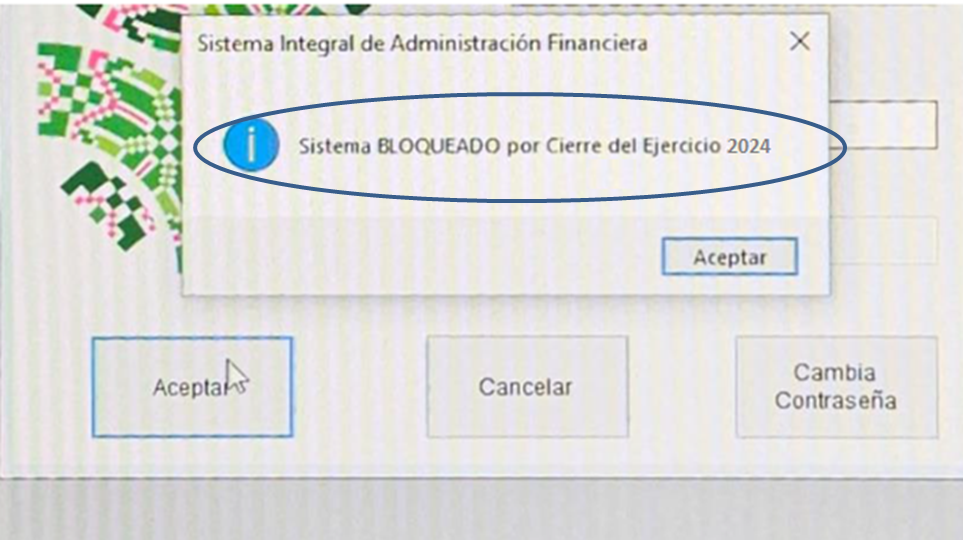 Sistema Integral de Administración Financiera
Sistema BLOQUEADO por Cierre del Ejercicio 2024
Aceptar
Aceptar
Cancelar
Cambia
Contraseña